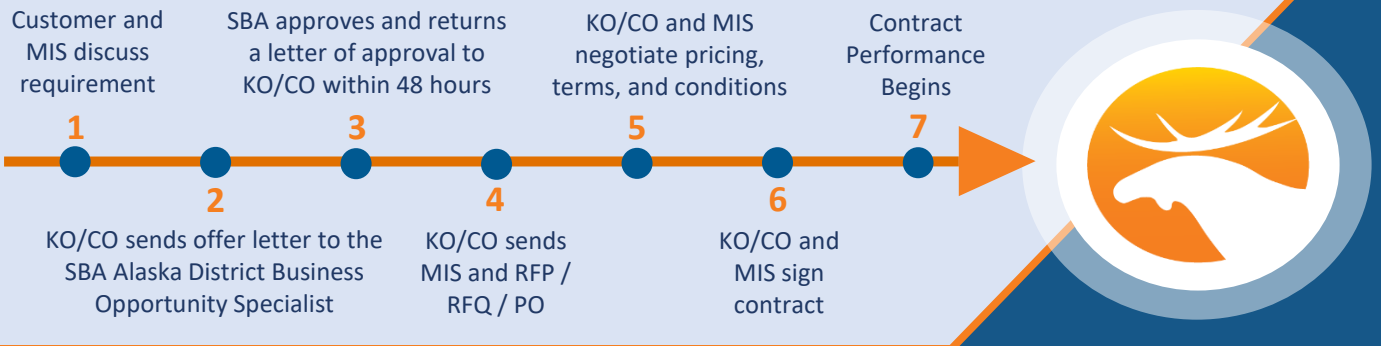 Customer and
MIS discuss
requirement
1
2
KO/CO sends offer letter to the
SBA Alaska District Business
Opportunity Specialist
SBA approves and returns
a letter of approval to
KO/CO within 48 hours
3
4
KO/CO sends
MIS and RFP /
RFQ / PO
KO/CO and MIS
negotiate pricing,
terms, and conditions
5
6
KO/CO and
MIS sign
contract
Contract
Performance
Begins
7